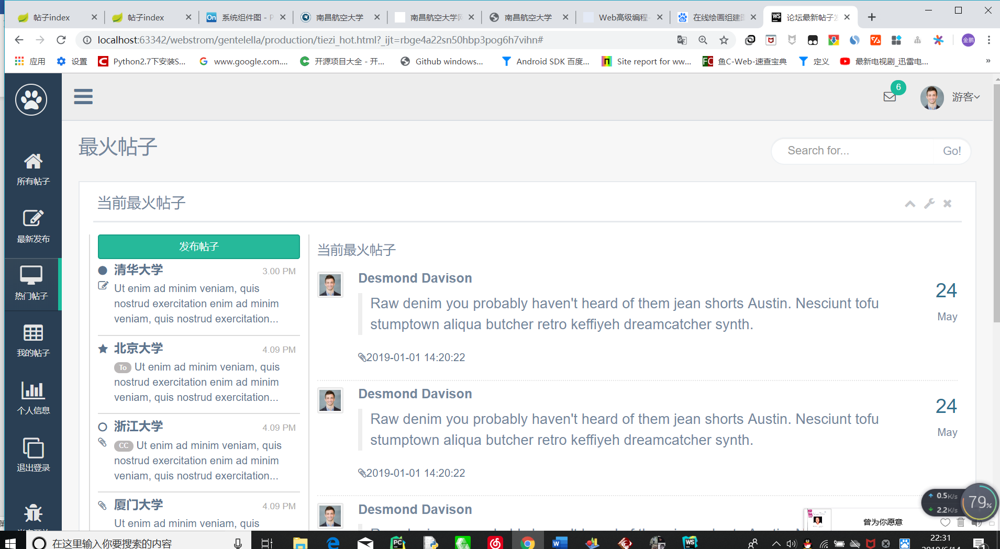 帖子index
帖子index
系统组件图 - P
南昌航空大学
南昌航空大学网
南昌航空大学
Web高级编程-
在线绘画组建图
论坛最新帖子发
localhost:63342/webstrom/gentelella/production/tiezi_hot.html?_ijt=rbge4a22sn50hbp3pog6h7vihn#
金鹏
应用
设置
Python2.7下安装S...
www.google.com....
开源项目大全 - 开...
Github windows...
Android SDK 百度...
Site report for ww...
鱼C-Web-速查宝典
定义
最新电视剧_迅雷电...
»
6
游客
最火帖子
Search for...
Go!
所有帖子
最新发布
热门帖子
我的帖子
个人信息
退出登录
当前最火帖子
发布帖子
清华大学
3.00 PM
Ut enim ad minim veniam, quis
nostrud exercitation enim ad minim
veniam, quis nostrud exercitation...
北京大学
4.09 PM
To Ut enim ad minim veniam, quis
nostrud exercitation enim ad minim
veniam, quis nostrud exercitation...
浙江大学
4.09 PM
CC Ut enim ad minim veniam, quis
nostrud exercitation enim ad minim
veniam, quis nostrud exercitation...
厦门大学
4.09 PM
Ut enim ad minim veniam, quis
当前最火帖子
Desmond Davison
Raw denim you probably haven't heard of them jean shorts Austin. Nesciunt tofu
stumptown aliqua butcher retro keffiyeh dreamcatcher synth.
24
May
2019-01-01 14:20:22
Desmond Davison
Raw denim you probably haven't heard of them jean shorts Austin. Nesciunt tofu
stumptown aliqua butcher retro keffiyeh dreamcatcher synth.
24
May
2019-01-01 14:20:22
Desmond Davison
0.5K/s
2.2K/s
79%
曾为你愿意
在这里输入你要搜索的内容
22:31